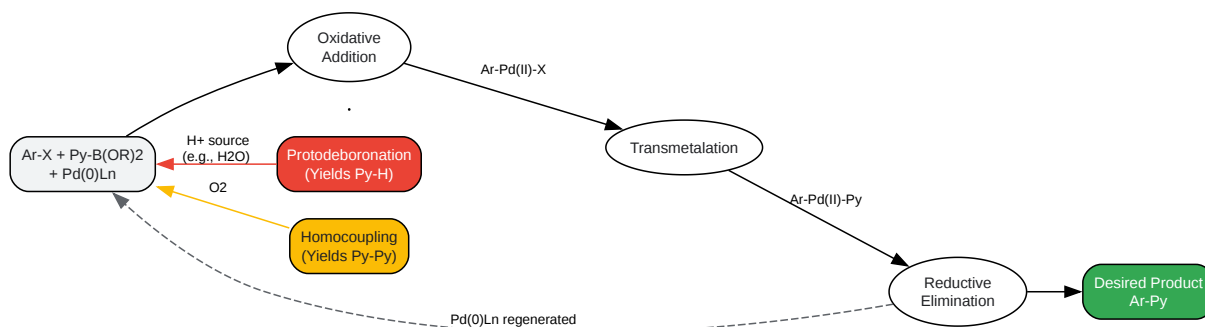 Oxidative
Addition
Ar-Pd(II)-X
.
H+ source
(e.g., H2O)
Ar-X + Py-B(OR)2
+ Pd(0)Ln
Protodeboronation
(Yields Py-H)
Transmetalation
O2
Ar-Pd(II)-Py
Homocoupling
(Yields Py-Py)
Reductive
Elimination
Desired Product
Ar-Py
Pd(0)Ln regenerated